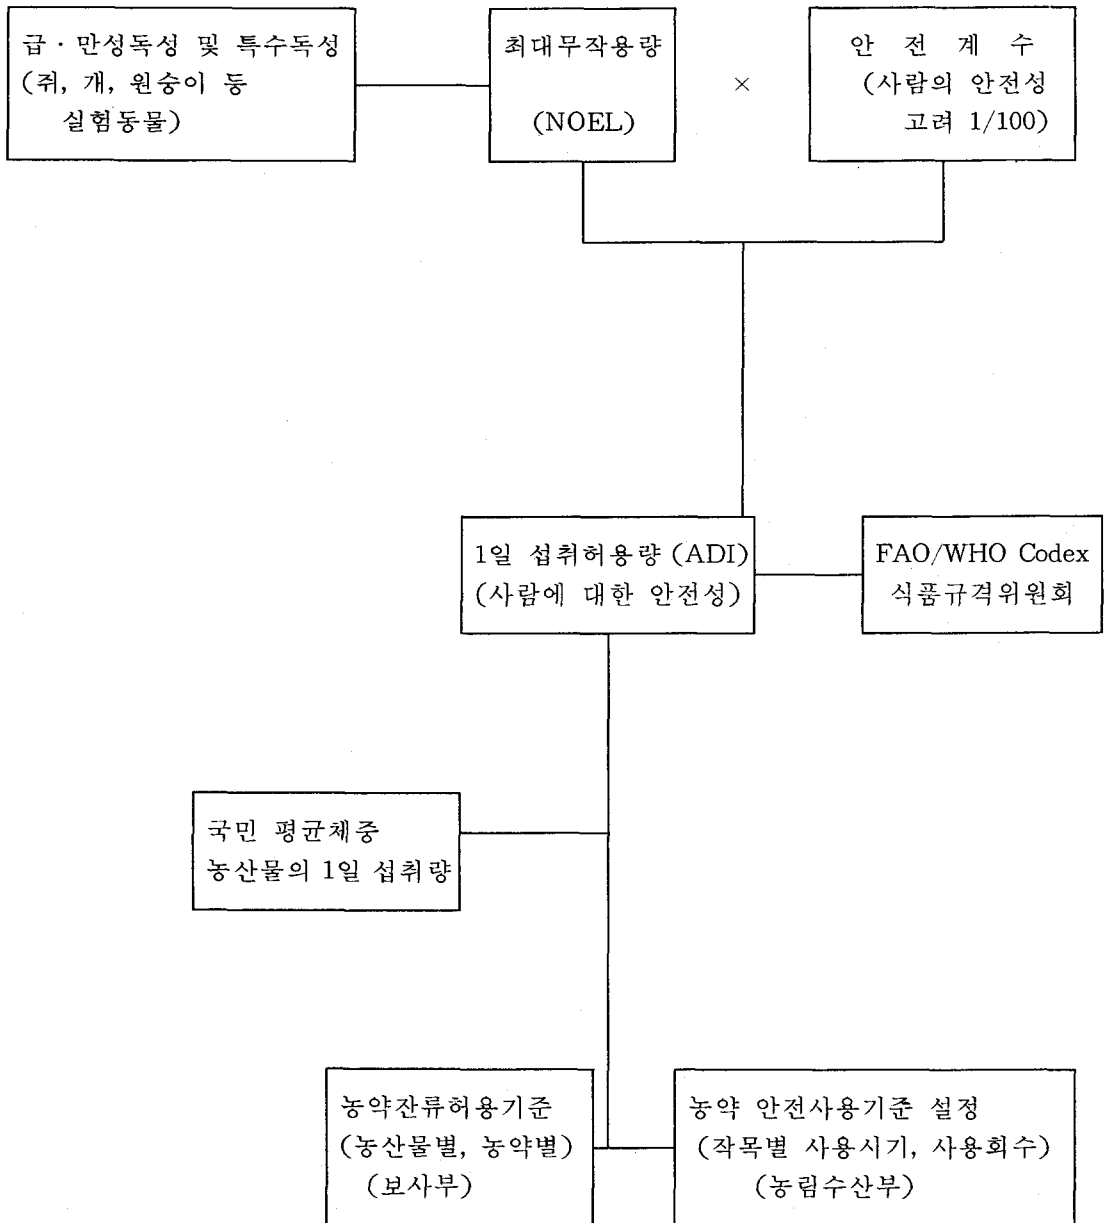 급·만성독성 및 특수독성
(쥐, 개, 원숭이 등
실험동물)
최대무작용량
(NOEL)
×
안 전 계 수
(사람의 안전성
고려 1/100)
1일 섭취허용량 (ADI)
(사람에 대한 안전성)
FAO/WHO Codex
식품규격위원회
국민 평균체중
농산물의 1일 섭취량
농약잔류허용기준
(농산물별, 농약별)
(보사부)
농약 안전사용기준 설정
(작목별 사용시기, 사용회수)
(농림수산부)